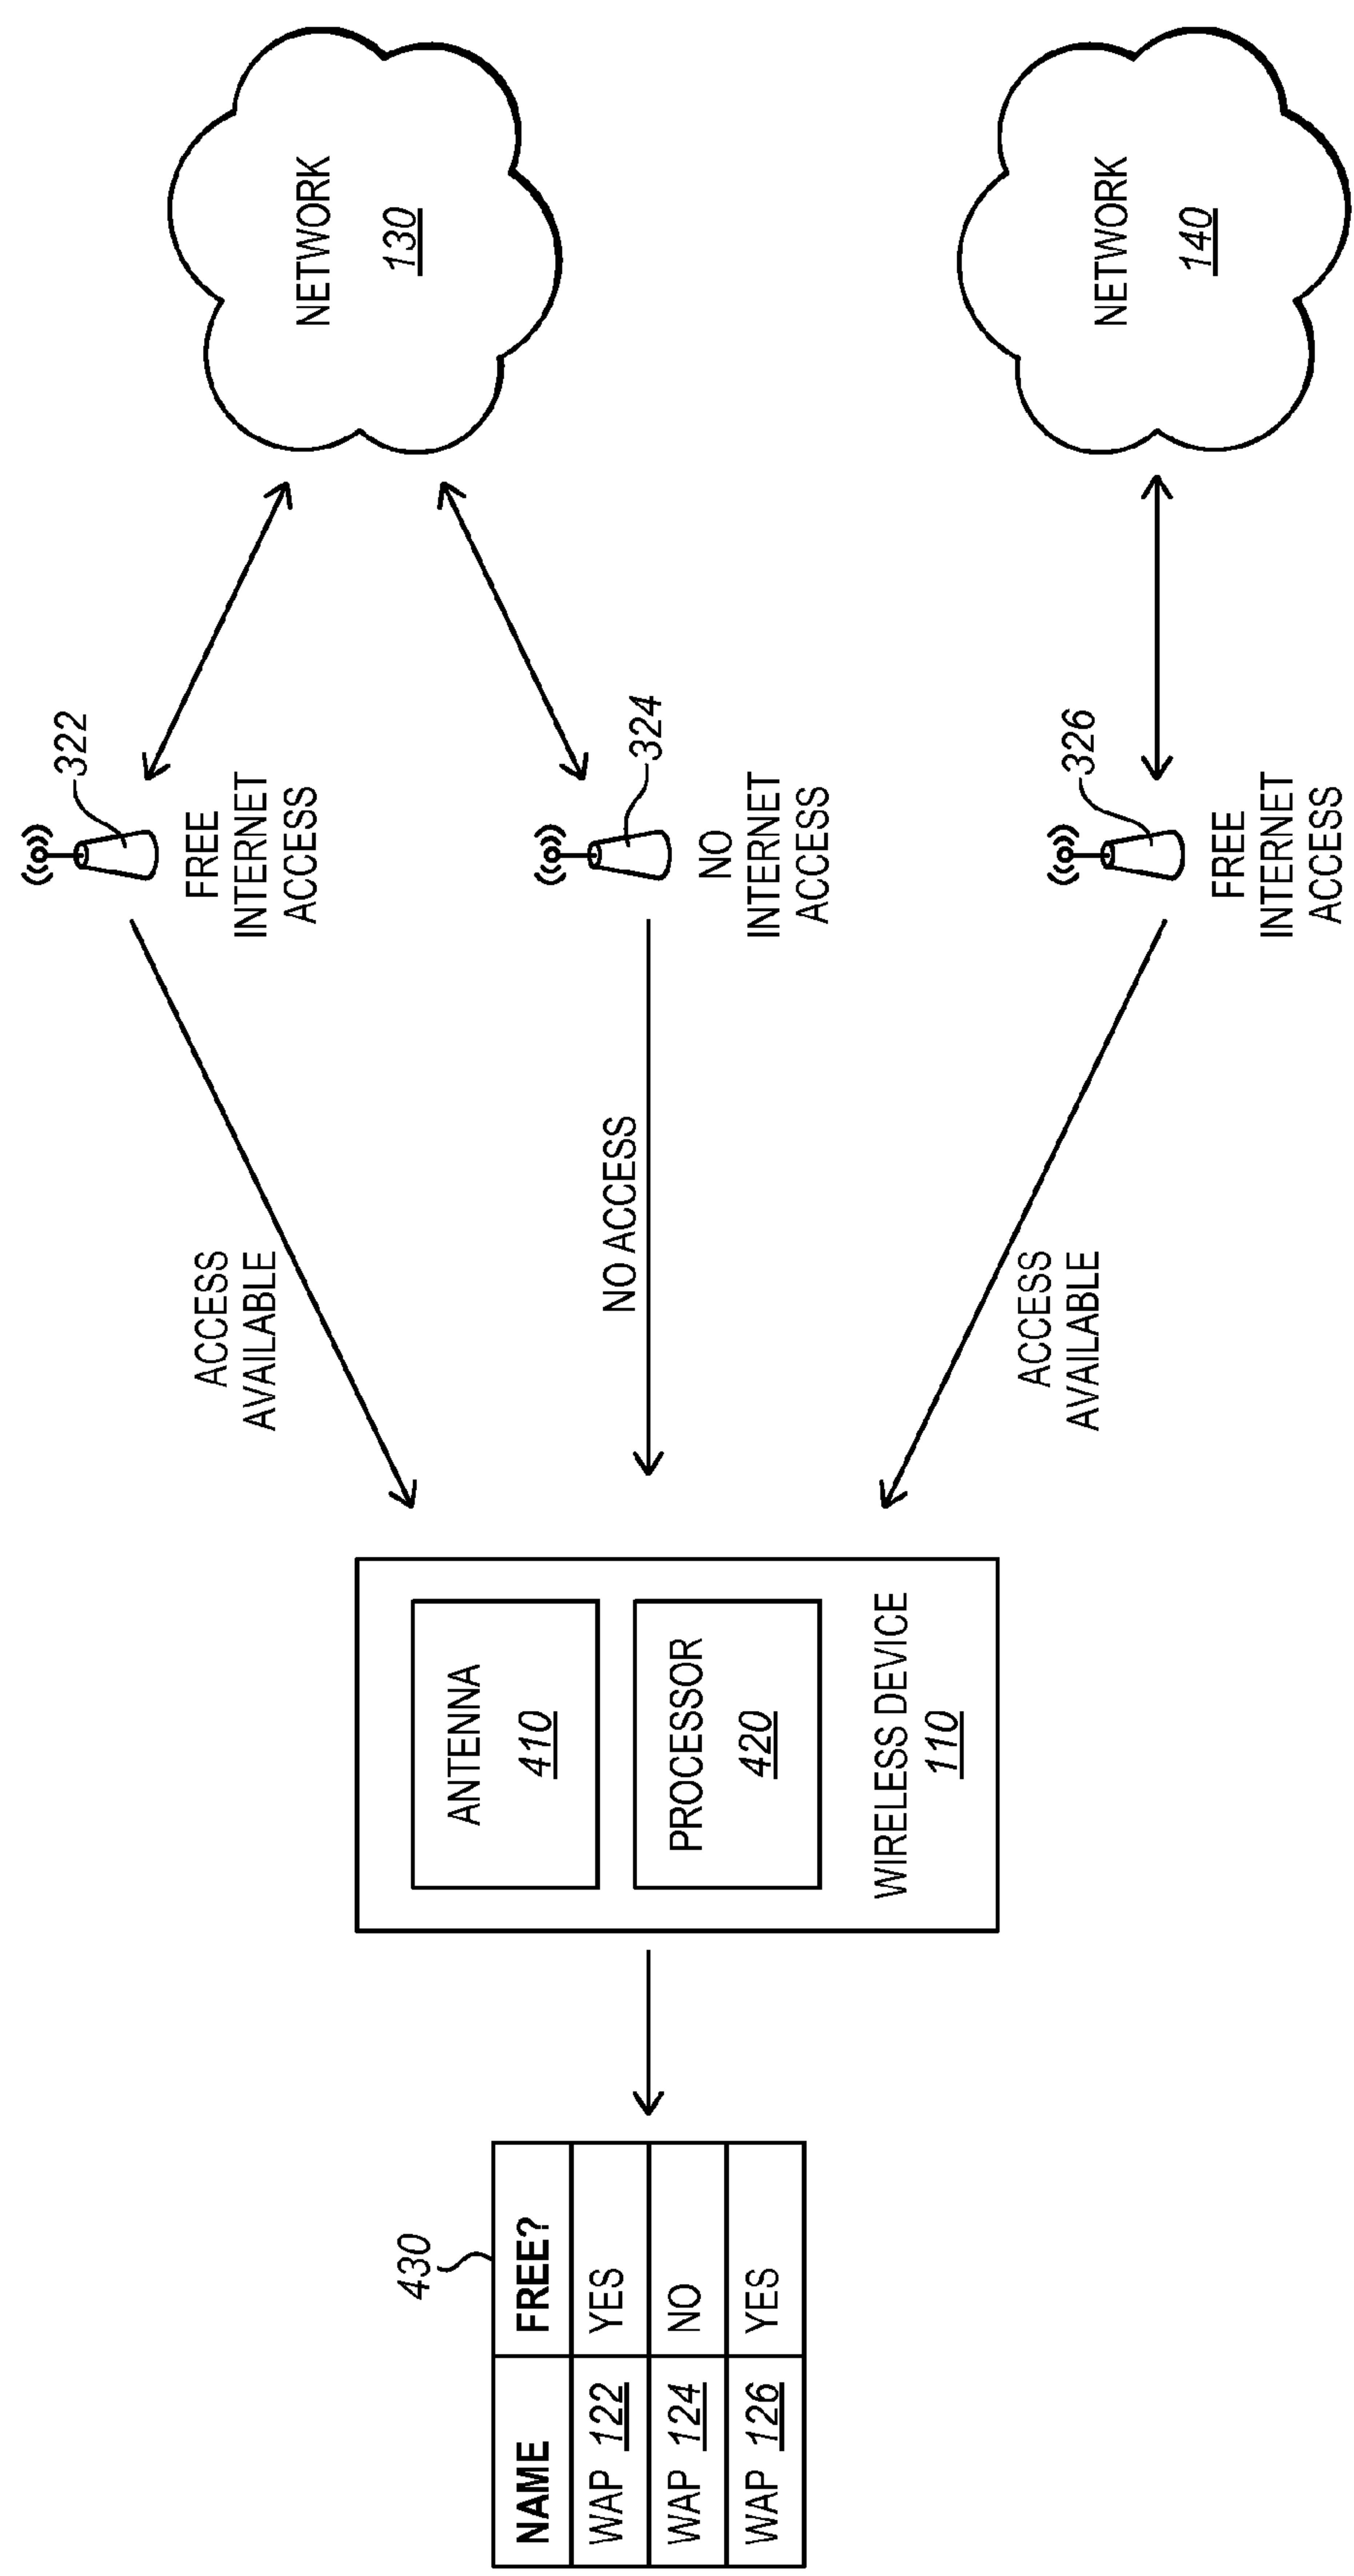 NAME
FREE?
WAP 122
YES
WAP 124
NO
WAP 126
YES
430
ANTENNA
410
PROCESSOR
420
WIRELESS DEVICE
110
ACCESS
AVAILABLE
NO ACCESS
ACCESS
AVAILABLE
322
FREE
INTERNET
ACCESS
324
NO
INTERNET
ACCESS
326
FREE
INTERNET
ACCESS
NETWORK
130
NETWORK
140